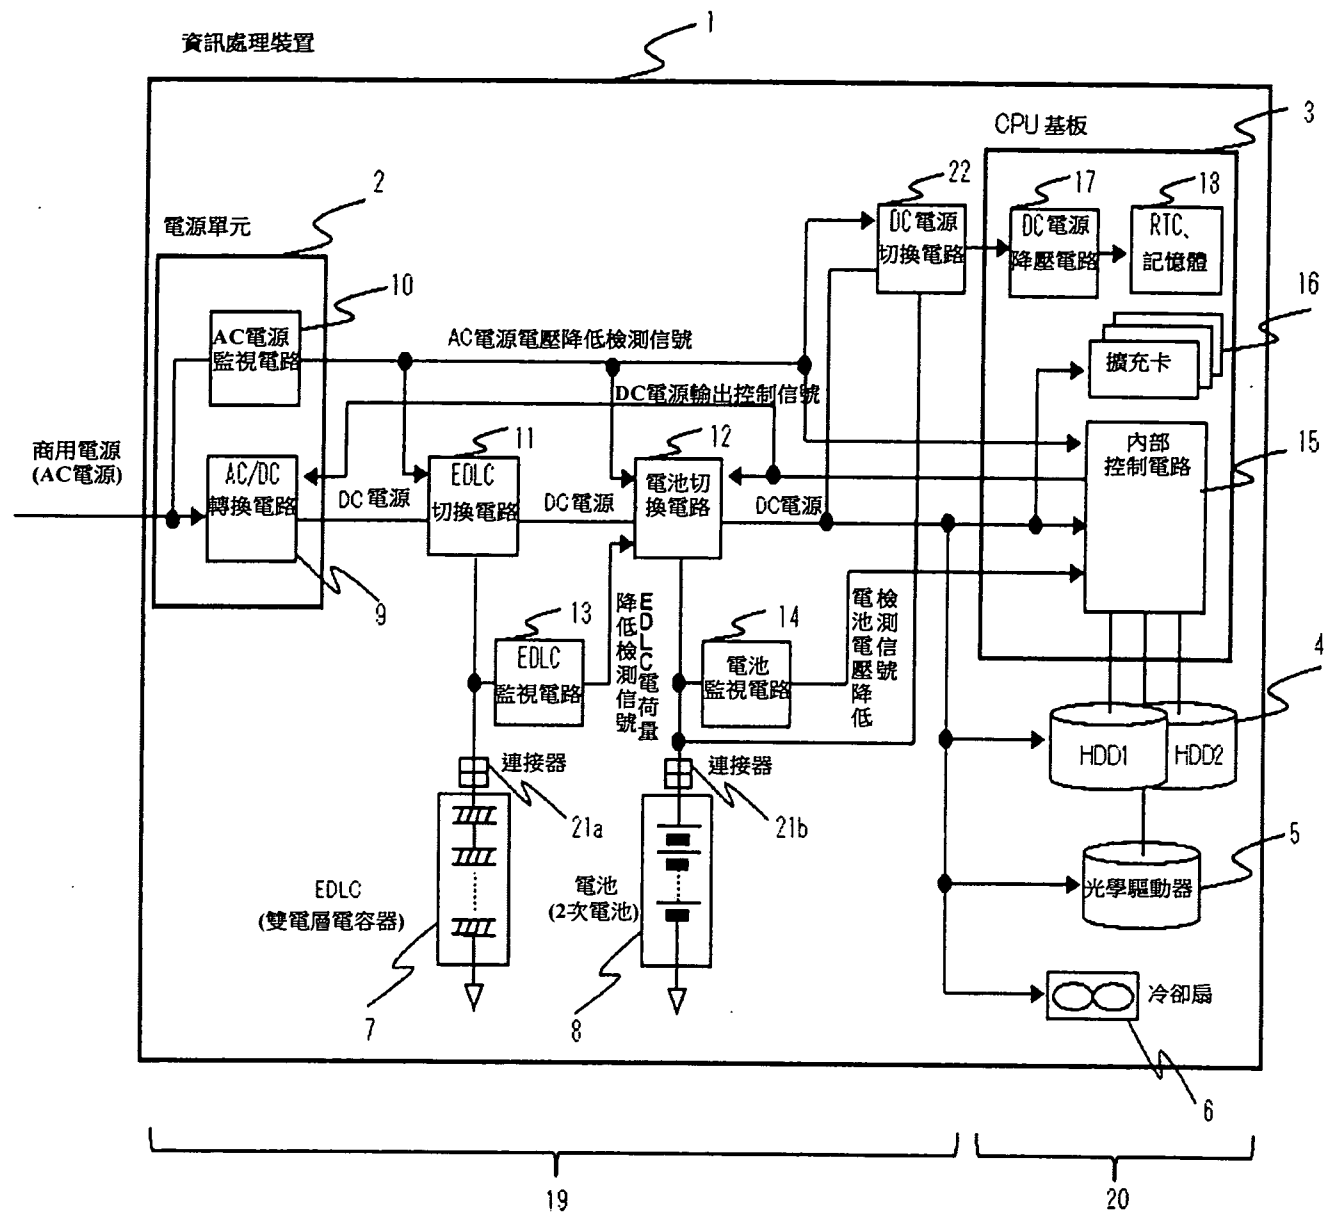 1
資訊處理裝置
CPU 基板
3
2
電源單元
22
DC電源
切換電路
17
DC電源
降壓電路
18
RTC、
記憶體
10
AC電源
監視電路
AC電源電壓降低檢測信號
16
擴充卡
DC電源輸出控制信號
商用電源
(AC電源)
AC/DC
轉換電路
9
DC電源
11
EDLC
切換電路
DC電源
12
電池切
換電路
DC電源
內部
控制電路
15
13
EDLC
監視電路
EDLC電荷量
降低檢測信號
14
電池
監視電路
檢測信號
電池電壓降低
4
HDD1
HDD2
連接器
21a
連接器
21b
5
光學驅動器
EDLC
(雙電層電容器)
7
電池
(2次電池)
8
冷卻扇
6
19
20